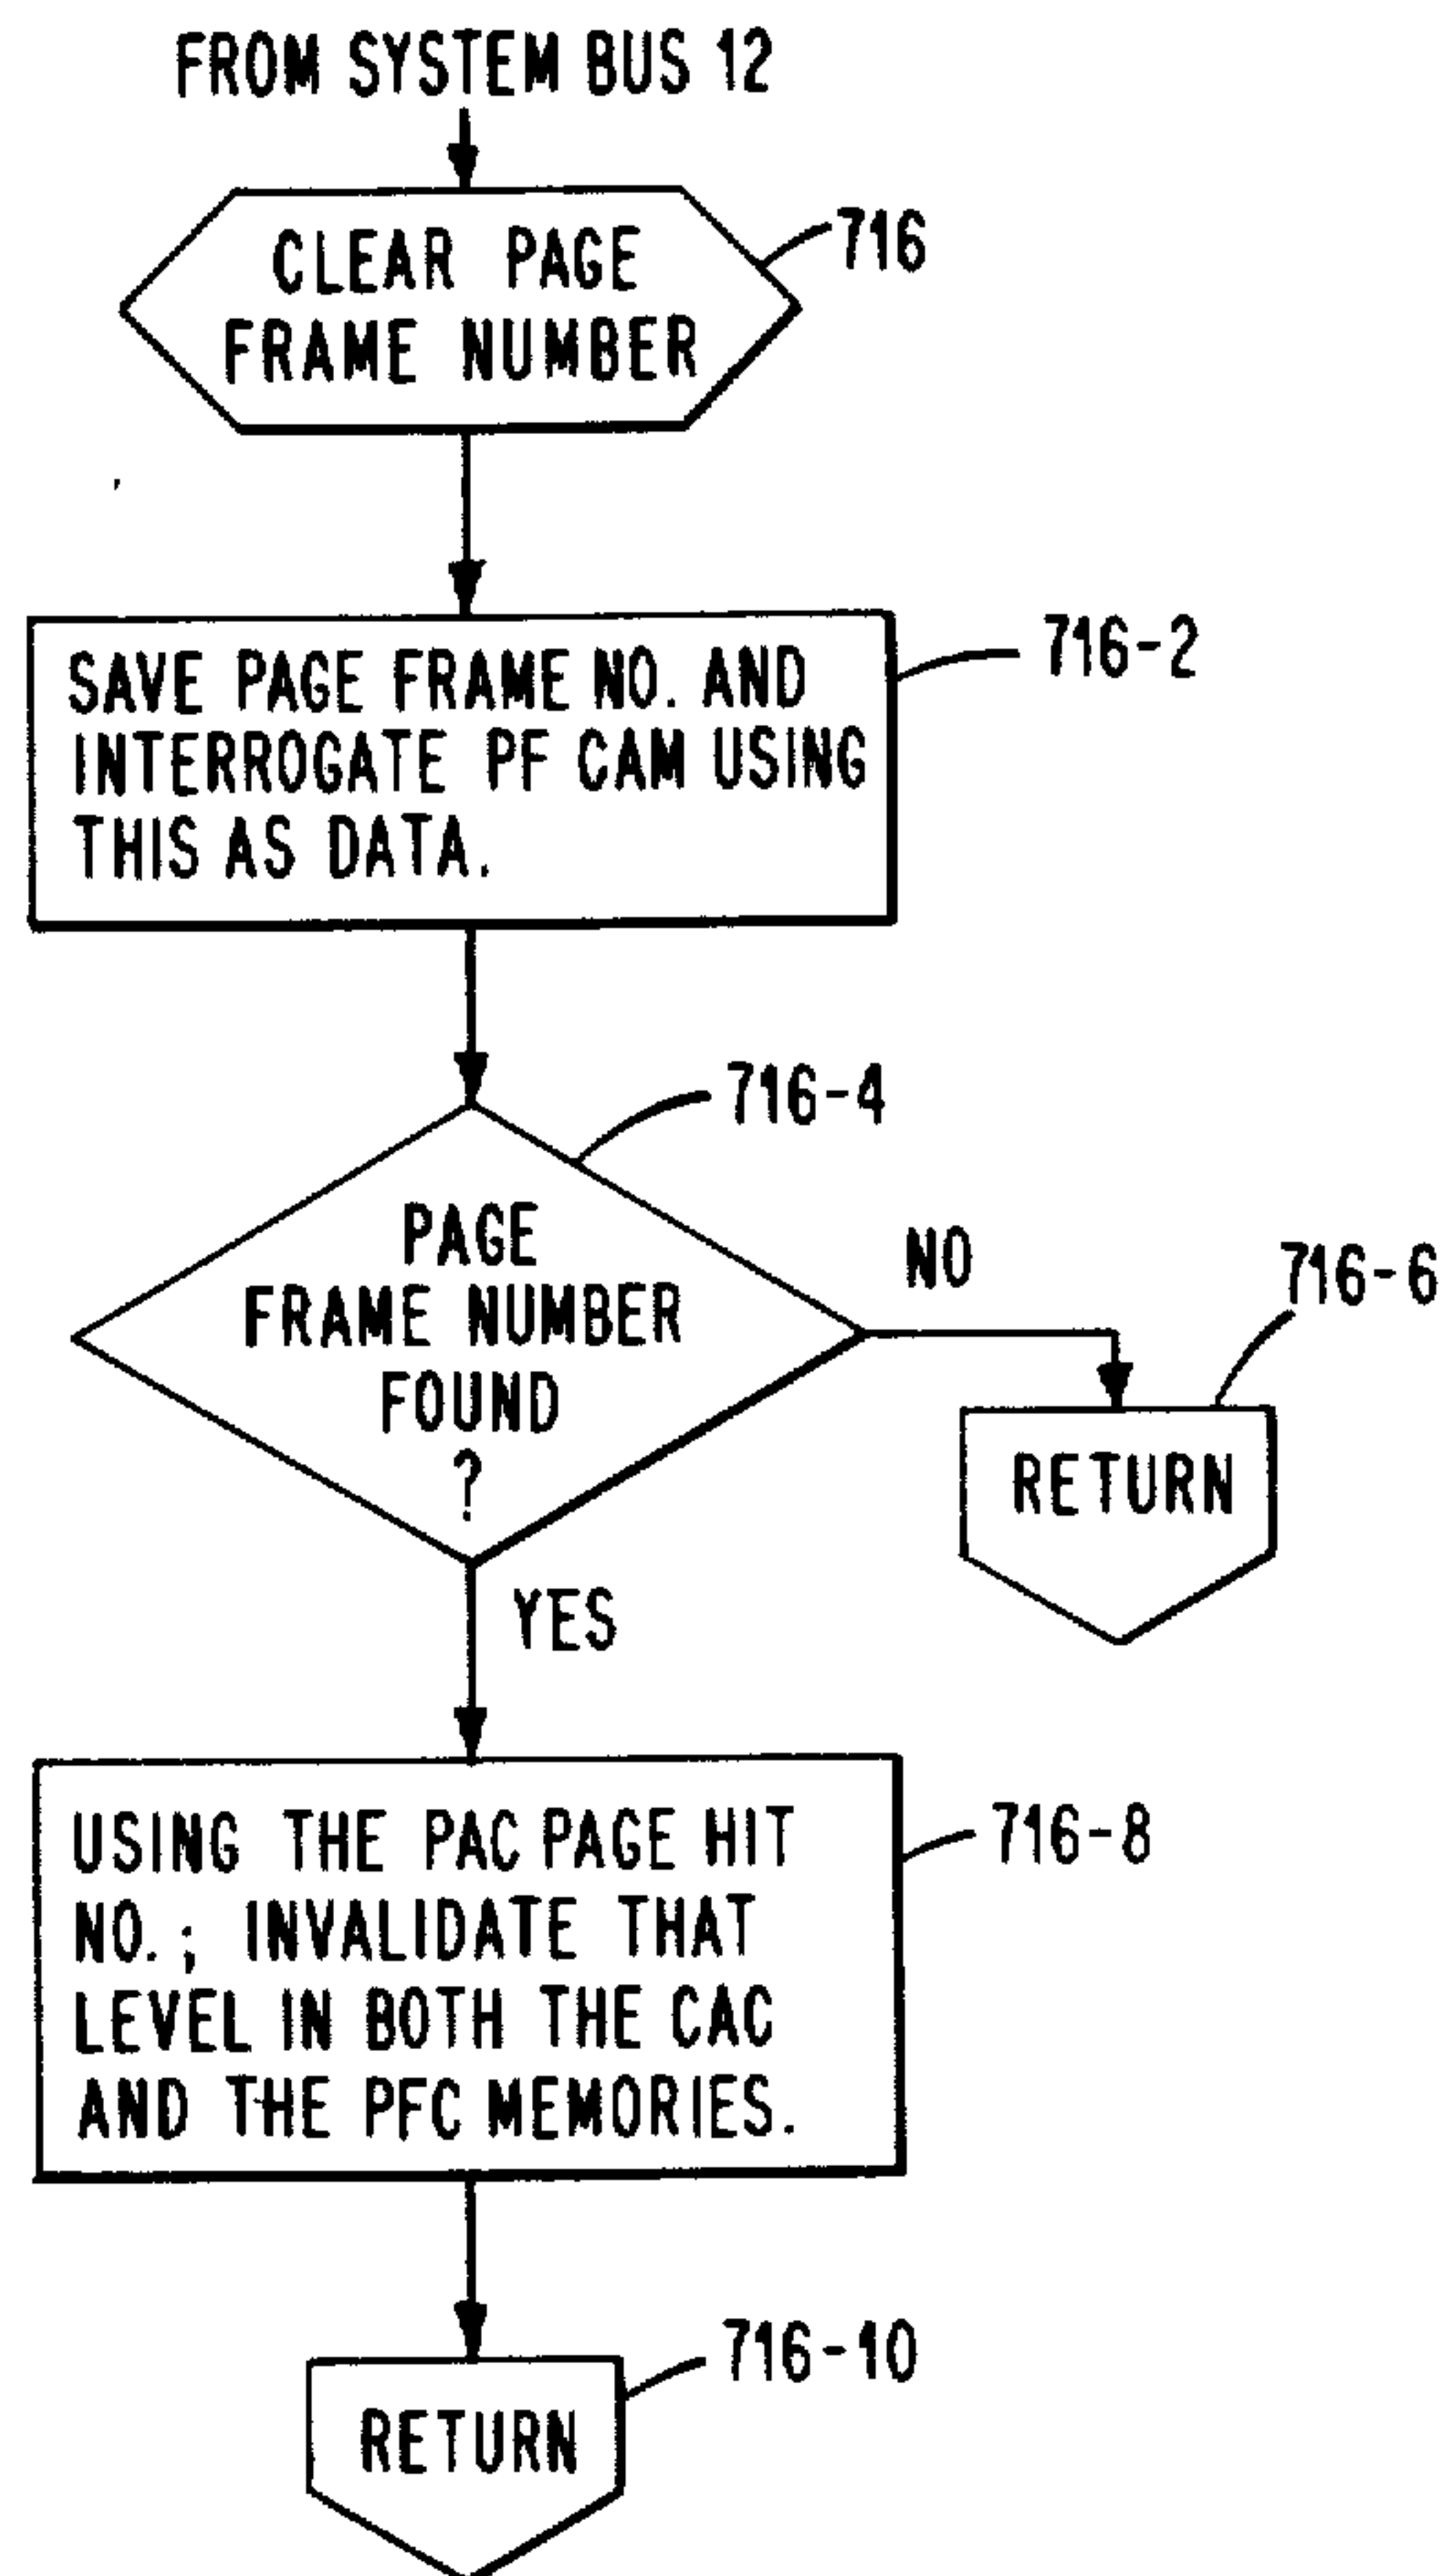 FROM SYSTEM BUS 12
CLEAR PAGE
FRAME NUMBER
716
SAVE PAGE FRAME NO. AND
INTERROGATE PF CAM USING
THIS AS DATA.
716-2
716-4
PAGE
FRAME NUMBER
FOUND
?
NO
716-6
RETURN
YES
USING THE PAC PAGE HIT
NO.; INVALIDATE THAT
LEVEL IN BOTH THE CAC
AND THE PFC MEMORIES.
716-8
716-10
RETURN